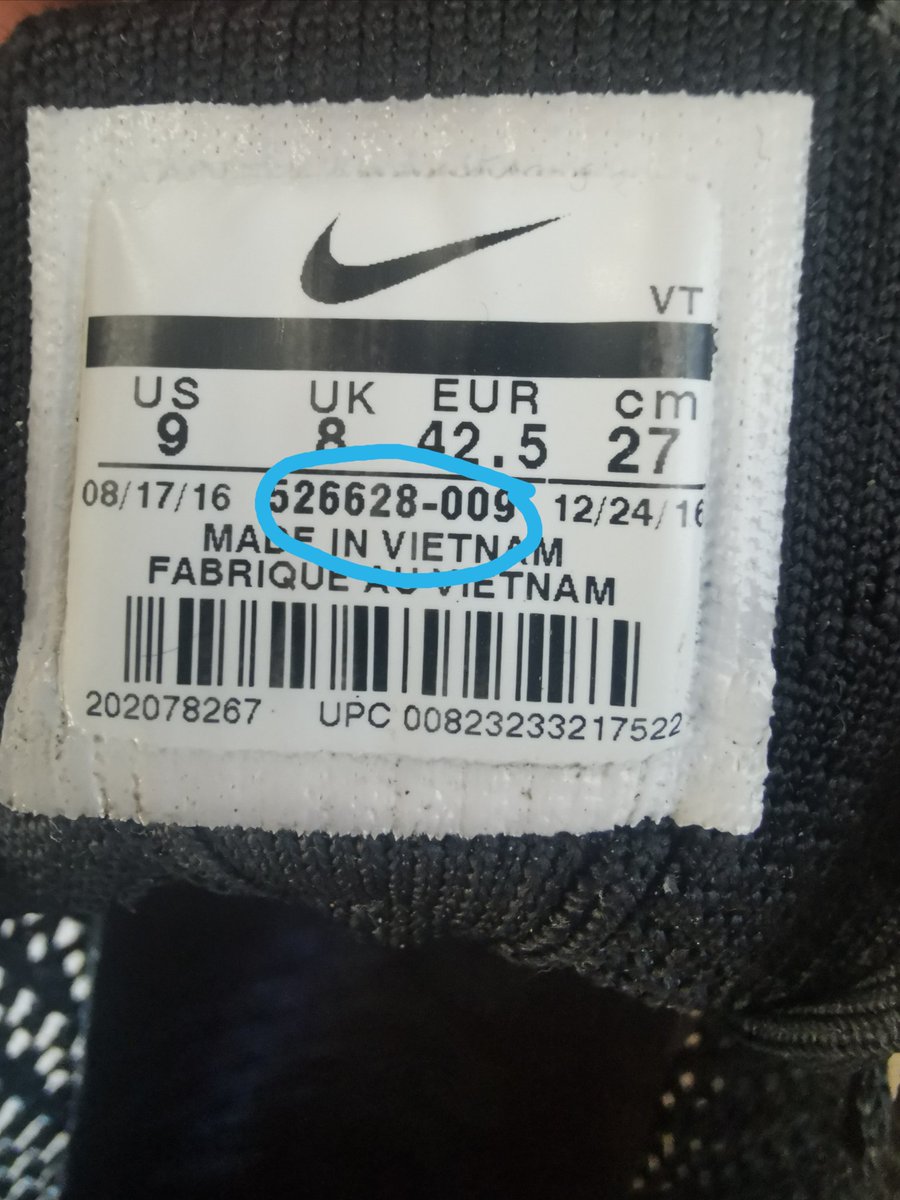 VT
US UK EUR cm
9 8 42.5 27
08/17/16 526628-009 12/24/16
MADE IN VIETNAM
FABRIQUE AU VIETNAM
202078267 UPC 00823233217522